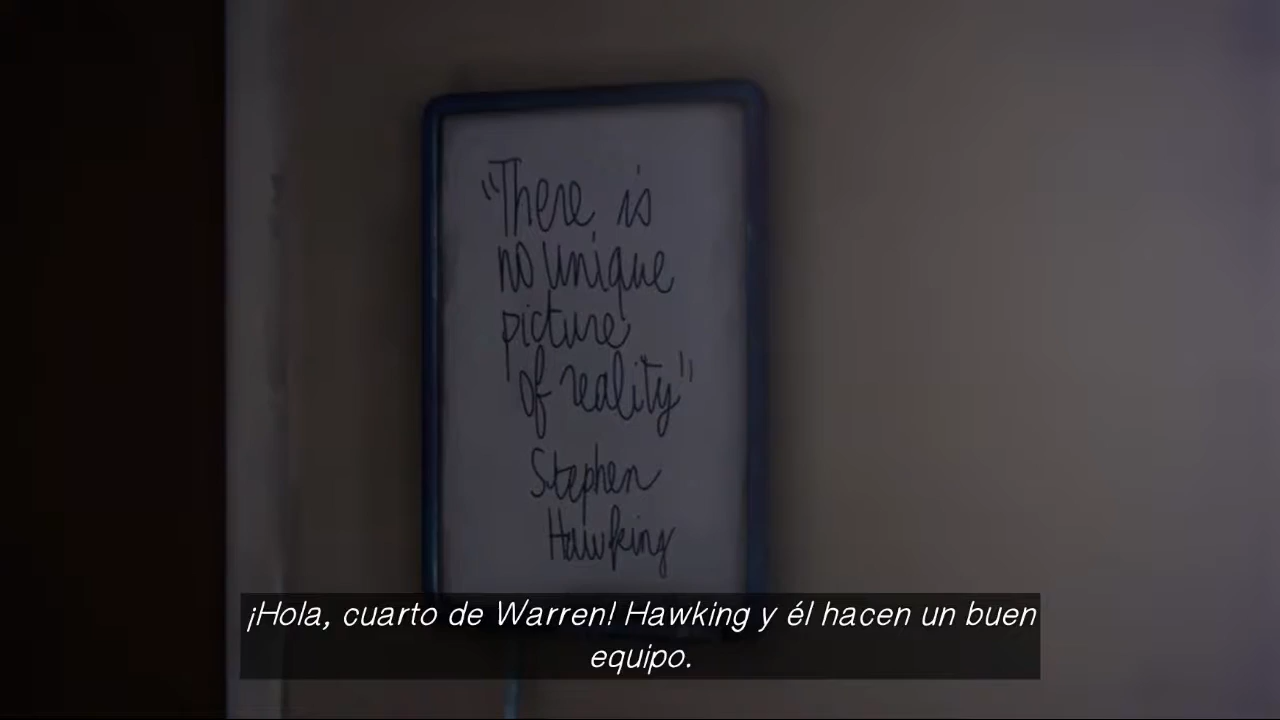 "There is
no unique
picture
of reality"
Stephen
Hawking
¡Hola, cuarto de Warren! Hawking y él hacen un buen
equipo.